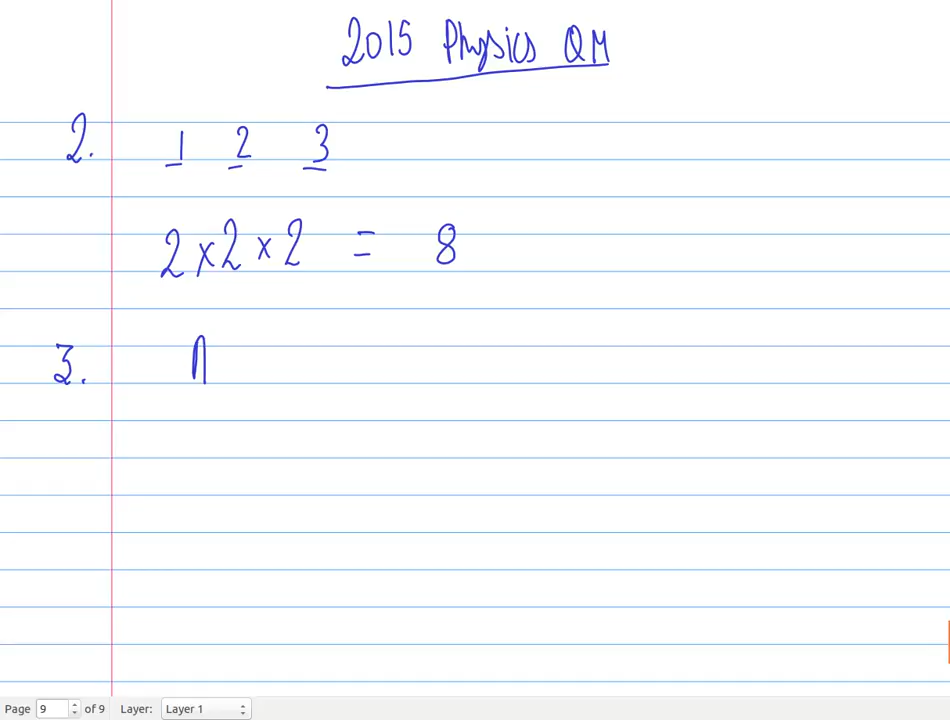 2015 Physics QM
2. 1 2 3
2 × 2 × 2 = 8
3.
Page 9 of 9 Layer: Layer 1